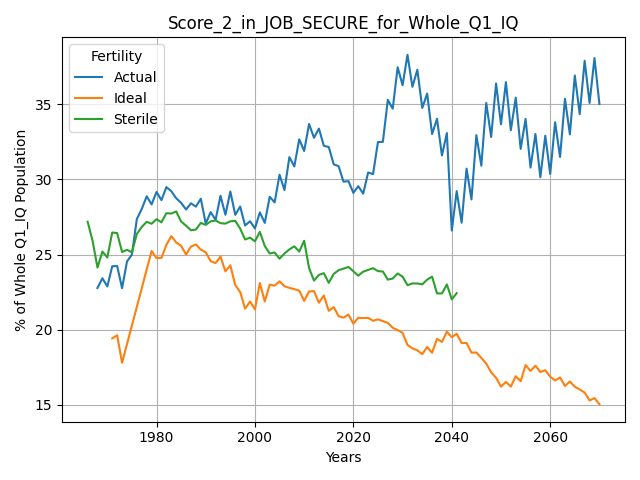 Score_2_in_JOB_SECURE_for_Whole_Q1_IQ
Fertility
Actual
Ideal
Sterile
% of Whole Q1_IQ Population
35
30
25
20
15
1980
2000
2020
2040
2060
Years